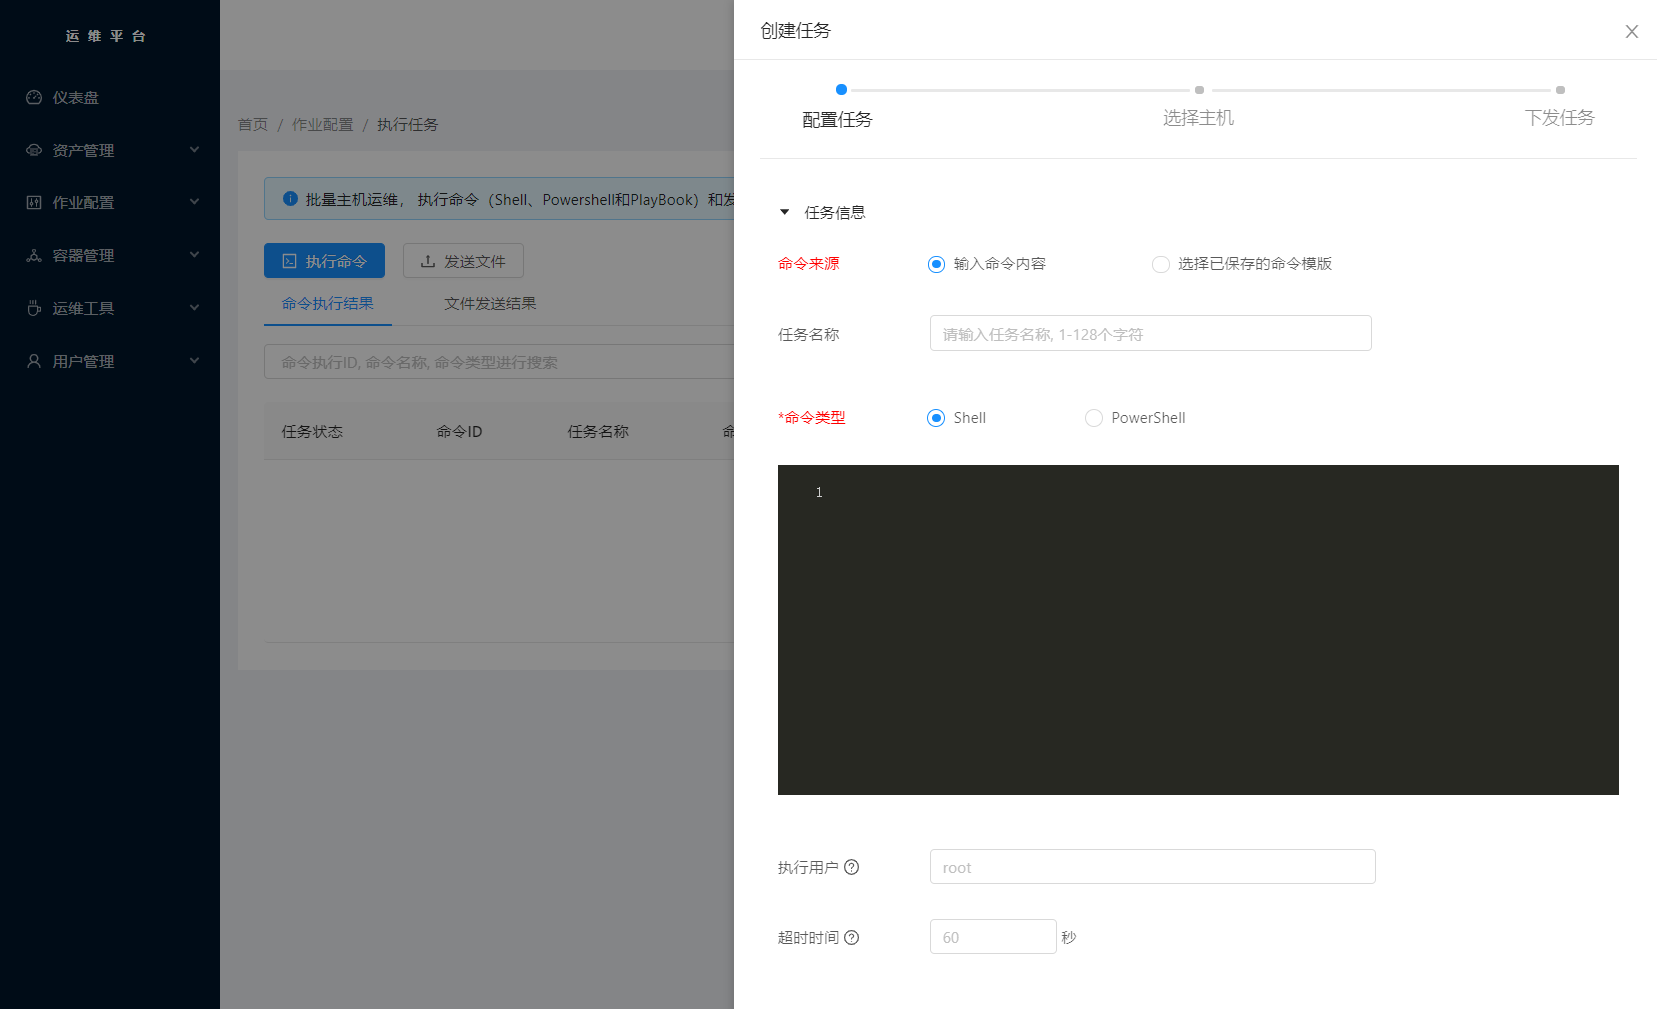 运维平台
仪表盘
资产管理
作业配置
容器管理
运维工具
用户管理
首页 / 作业配置 / 执行任务
批量主机运维， 执行命令（Shell、Powershell和PlayBook）和发
执行命令
发送文件
命令执行结果
文件发送结果
命令执行ID, 命令名称, 命令类型进行搜索
任务状态
命令ID
任务名称
命
创建任务
配置任务
选择主机
下发任务
任务信息
命令来源
输入命令内容
选择已保存的命令模版
任务名称
请输入任务名称, 1-128个字符
*命令类型
Shell
PowerShell
1
执行用户
root
超时时间
60
秒